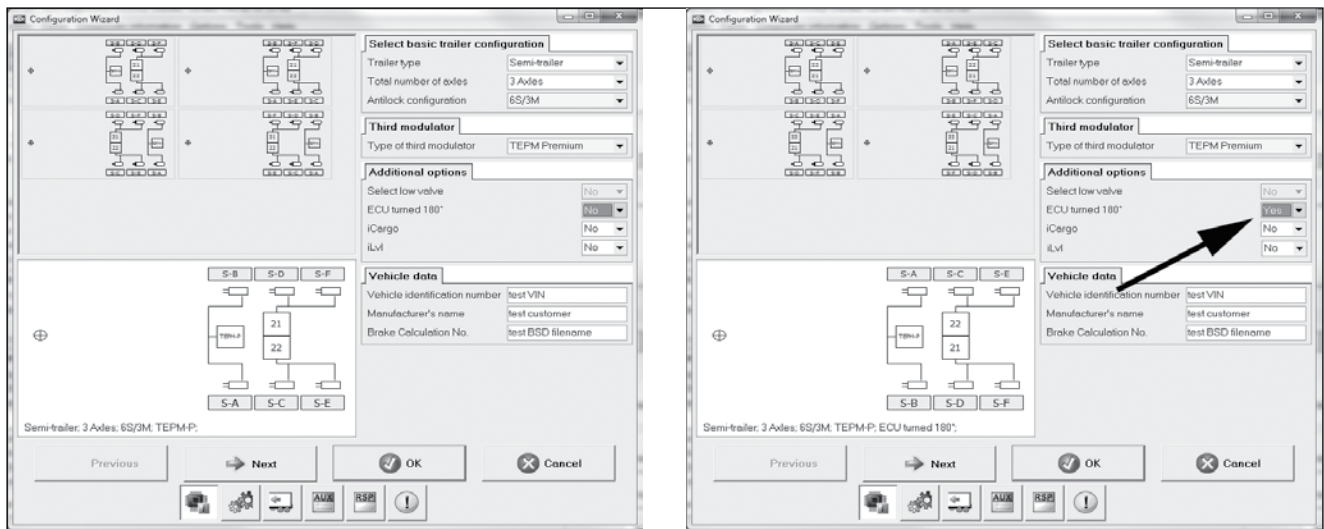 Configuration Wizard
Select basic trailer configuration
Trailer type Semi-trailer
Total number of axles 3 Axles
Antilock configuration 6S/3M
Third modulator
Type of third modulator TEPM Premium
Additional options
Select low valve No
ECU turned 180° No
iCargo No
iLvl No
S-B S-D S-F
TEPM-P
21
22
S-A S-C S-E
Vehicle data
Vehicle identification number test VIN
Manufacturer's name test customer
Brake Calculation No. test BSD filename
Semi-trailer; 3 Axles; 6S/3M; TEPM-P;
Previous Next OK Cancel
AUX RSP
Configuration Wizard
Select basic trailer configuration
Trailer type Semi-trailer
Total number of axles 3 Axles
Antilock configuration 6S/3M
Third modulator
Type of third modulator TEPM Premium
Additional options
Select low valve No
ECU turned 180° Yes
iCargo No
iLvl No
S-A S-C S-E
TEPM-P
22
21
S-B S-D S-F
Vehicle data
Vehicle identification number test VIN
Manufacturer's name test customer
Brake Calculation No. test BSD filename
Semi-trailer; 3 Axles; 6S/3M; TEPM-P; ECU turned 180°;
Previous Next OK Cancel
AUX RSP